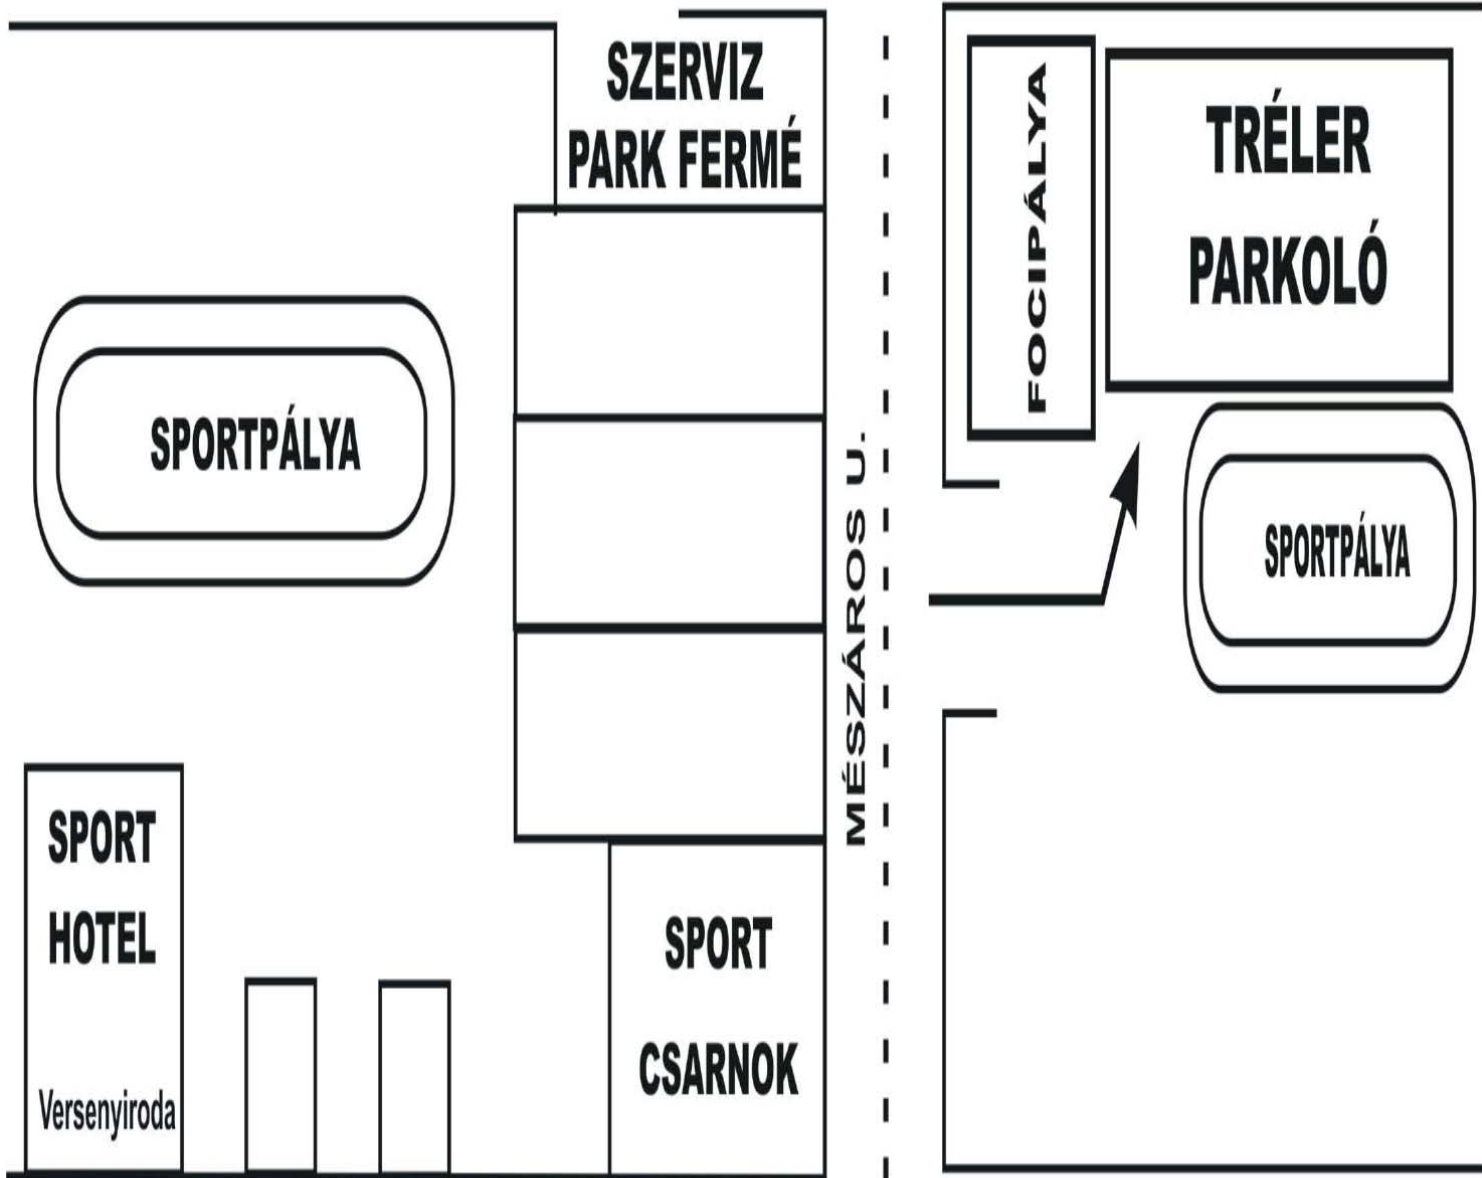 SZERVIZ
PARK FERMÉ
FOCIPÁLYA
TRÉLER
PARKOLÓ
SPORTPÁLYA
MÉSZÁROS U.
SPORTPÁLYA
SPORT
HOTEL
Versenyiroda
SPORT
CSARNOK